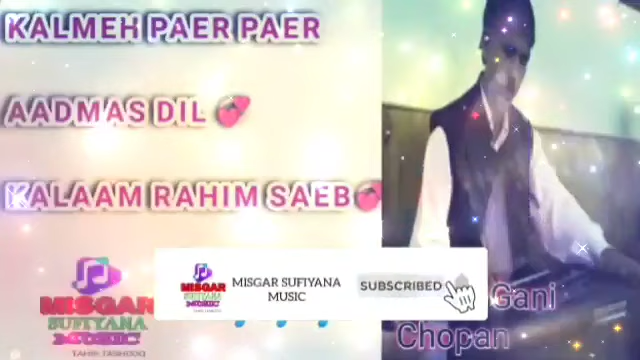 KALMEH PAER PAER
AADMAS DIL
KALAAM RAHIM SAEB
MISGAR SUFIYANA
MUSIC
SUBSCRIBED
MISGAR
SUFIYANA
MUSIC
Gani
Chopan